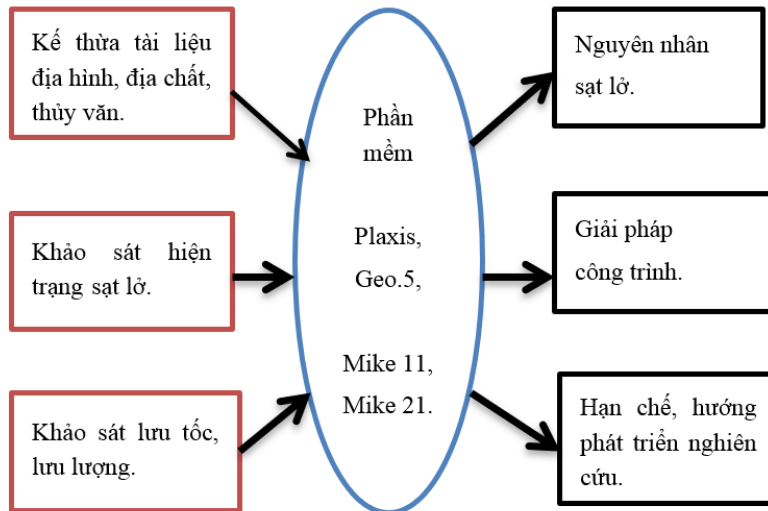 Kế thừa tài liệu
địa hình, địa chất,
thủy văn.
Khảo sát hiện
trạng sạt lở.
Khảo sát lưu tốc,
lưu lượng.
Phần
mềm
Plaxis,
Geo.5,
Mike 11,
Mike 21.
Nguyên nhân
sạt lở.
Giải pháp
công trình.
Hạn chế, hướng
phát triển nghiên
cứu.